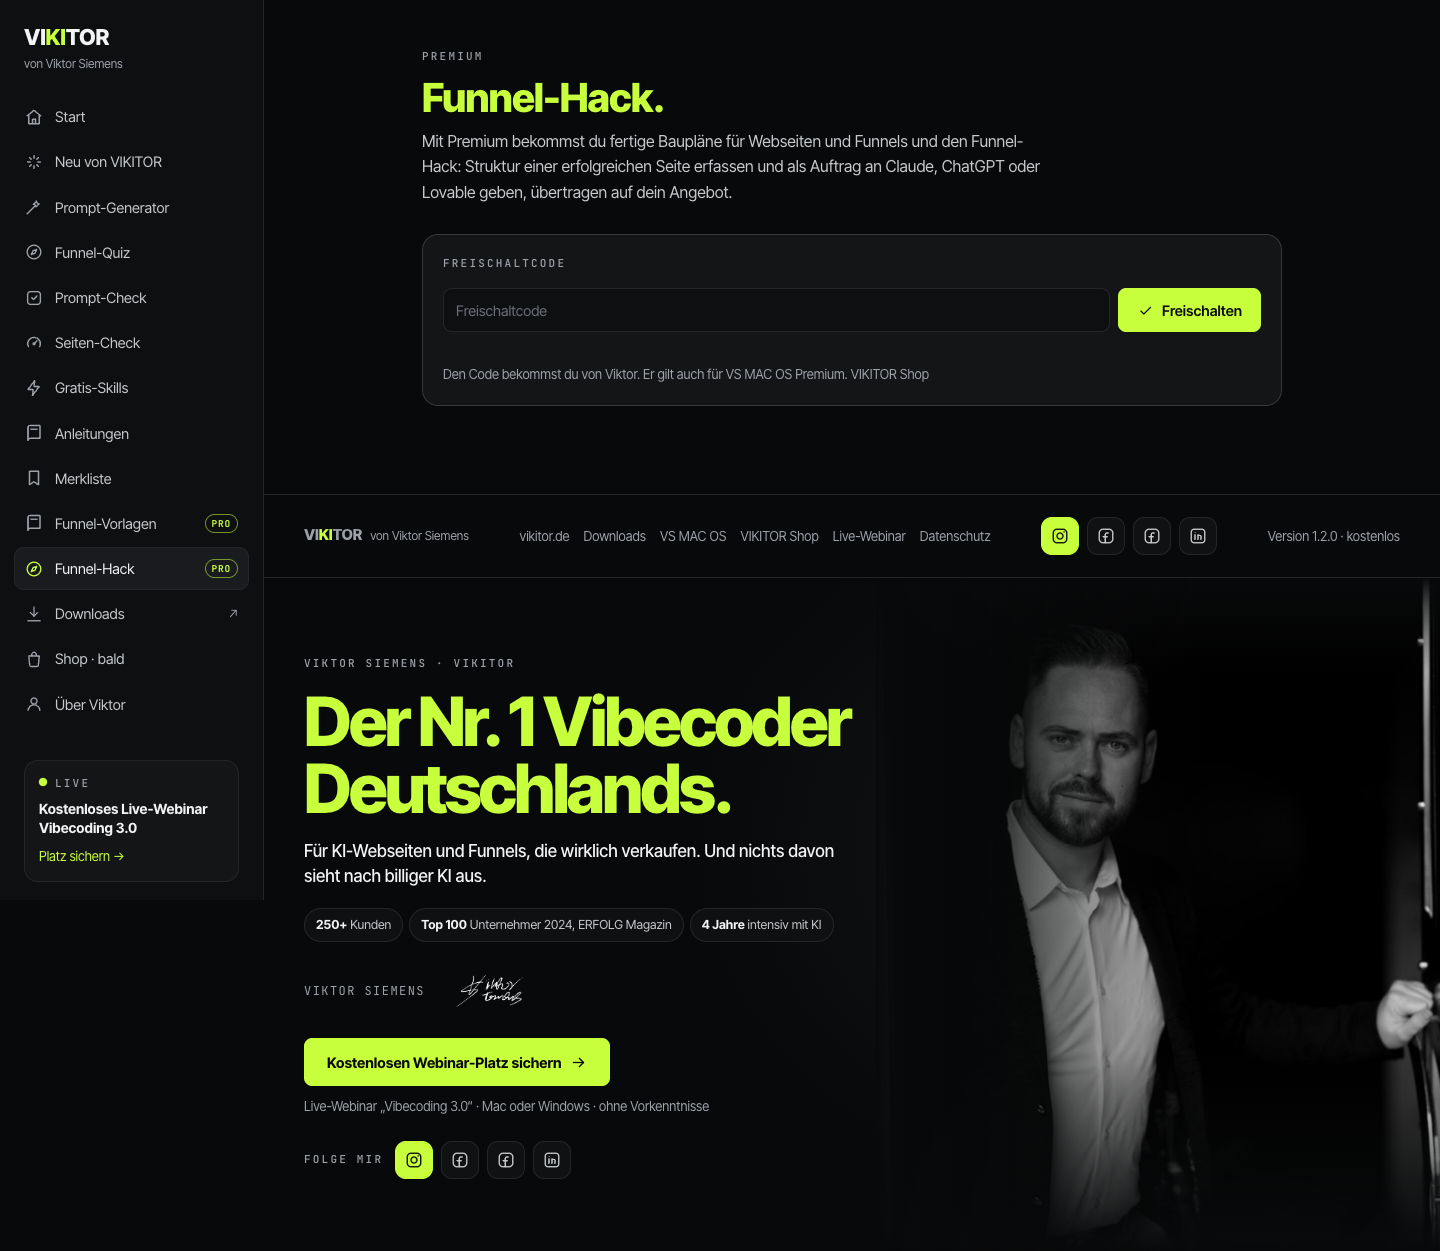 VIKITOR
von Viktor Siemens
Start
Neu von VIKITOR
Prompt-Generator
Funnel-Quiz
Prompt-Check
Seiten-Check
Gratis-Skills
Anleitungen
Merkliste
Funnel-Vorlagen PRO
Funnel-Hack PRO
Downloads
Shop · bald
Über Viktor
LIVE
Kostenloses Live-Webinar
Vibecoding 3.0
Platz sichern →
PREMIUM
Funnel-Hack.
Mit Premium bekommst du fertige Baupläne für Webseiten und Funnels und den Funnel-
Hack: Struktur einer erfolgreichen Seite erfassen und als Auftrag an Claude, ChatGPT oder
Lovable geben, übertragen auf dein Angebot.
FREISCHALTCODE
Freischaltcode
Freischalten
Den Code bekommst du von Viktor. Er gilt auch für VS MAC OS Premium. VIKITOR Shop
VIKITOR von Viktor Siemens vikitor.de Downloads VS MAC OS VIKITOR Shop Live-Webinar Datenschutz Version 1.2.0 · kostenlos
VIKTOR SIEMENS · VIKITOR
Der Nr. 1 Vibecoder
Deutschlands.
Für KI-Webseiten und Funnels, die wirklich verkaufen. Und nichts davon
sieht nach billiger KI aus.
250+ Kunden Top 100 Unternehmer 2024, ERFOLG Magazin 4 Jahre intensiv mit KI
VIKTOR SIEMENS
Kostenlosen Webinar-Platz sichern →
Live-Webinar „Vibecoding 3.0" · Mac oder Windows · ohne Vorkenntnisse
FOLGE MIR